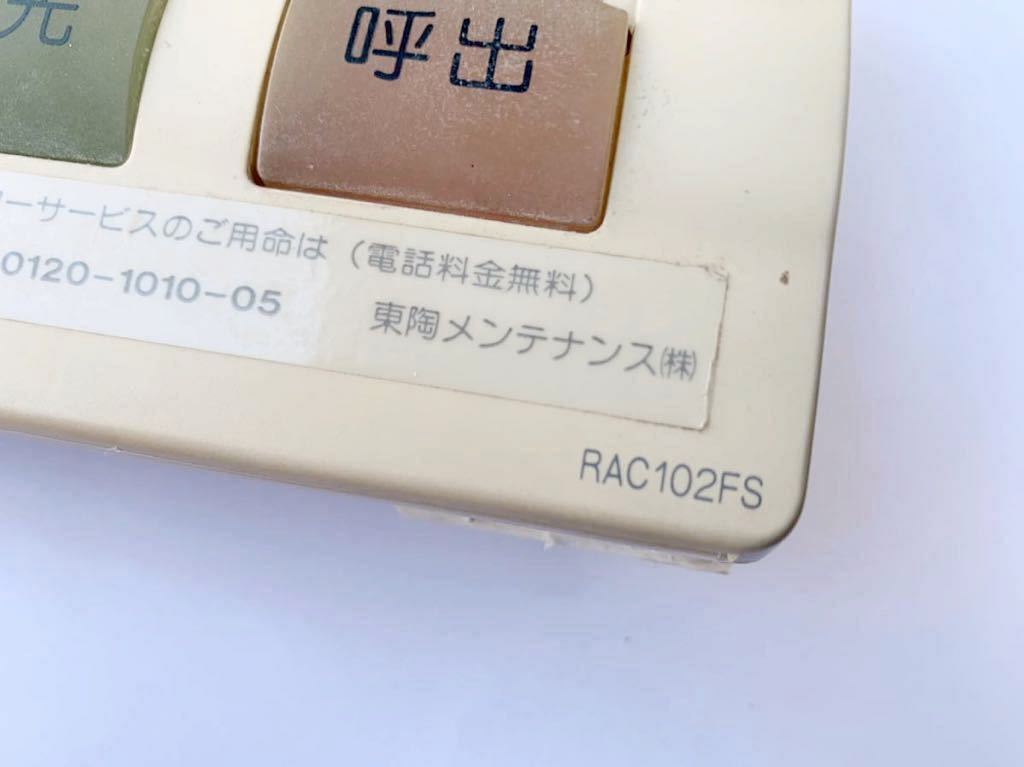 先
呼出
ーサービスのご用命は(電話料金無料)
0120-1010-05
東陶メンテナンス㈱
RAC102FS